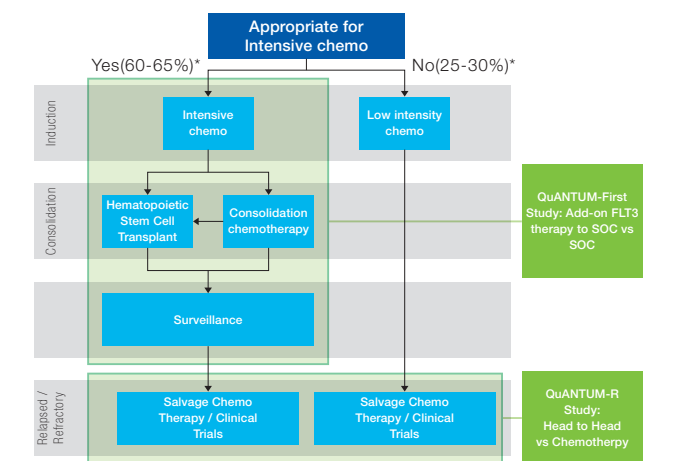 Appropriate for
Intensive chemo
Yes(60-65%)*
No(25-30%)*
Induction
Intensive
chemo
Low intensity
chemo
Consolidation
Hematopoietic
Stem Cell
Transplant
Consolidation
chemotherapy
QuANTUM-First
Study: Add-on FLT3
therapy to SOC vs
SOC
Surveillance
Relapsed /
Refractory
Salvage Chemo
Therapy / Clinical
Trials
Salvage Chemo
Therapy / Clinical
Trials
QuANTUM-R
Study:
Head to Head
vs Chemotherpy